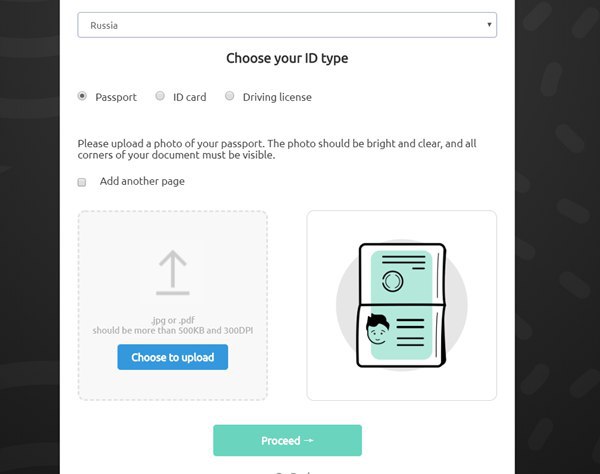 Russia
Choose your ID type
Passport ID card Driving license
Please upload a photo of your passport. The photo should be bright and clear, and all
corners of your document must be visible.
Add another page
.jpg or .pdf
should be more than 500KB and 300DPI
Choose to upload
Proceed →